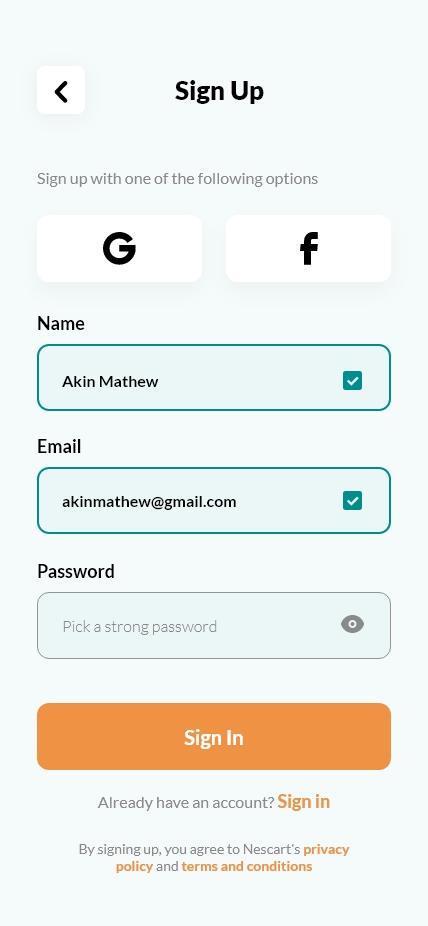 Sign Up
Sign up with one of the following options
Name
Akin Mathew
Email
akinmathew@gmail.com
Password
Pick a strong password
Sign In
Already have an account? Sign in
By signing up, you agree to Nescart's privacy
policy and terms and conditions